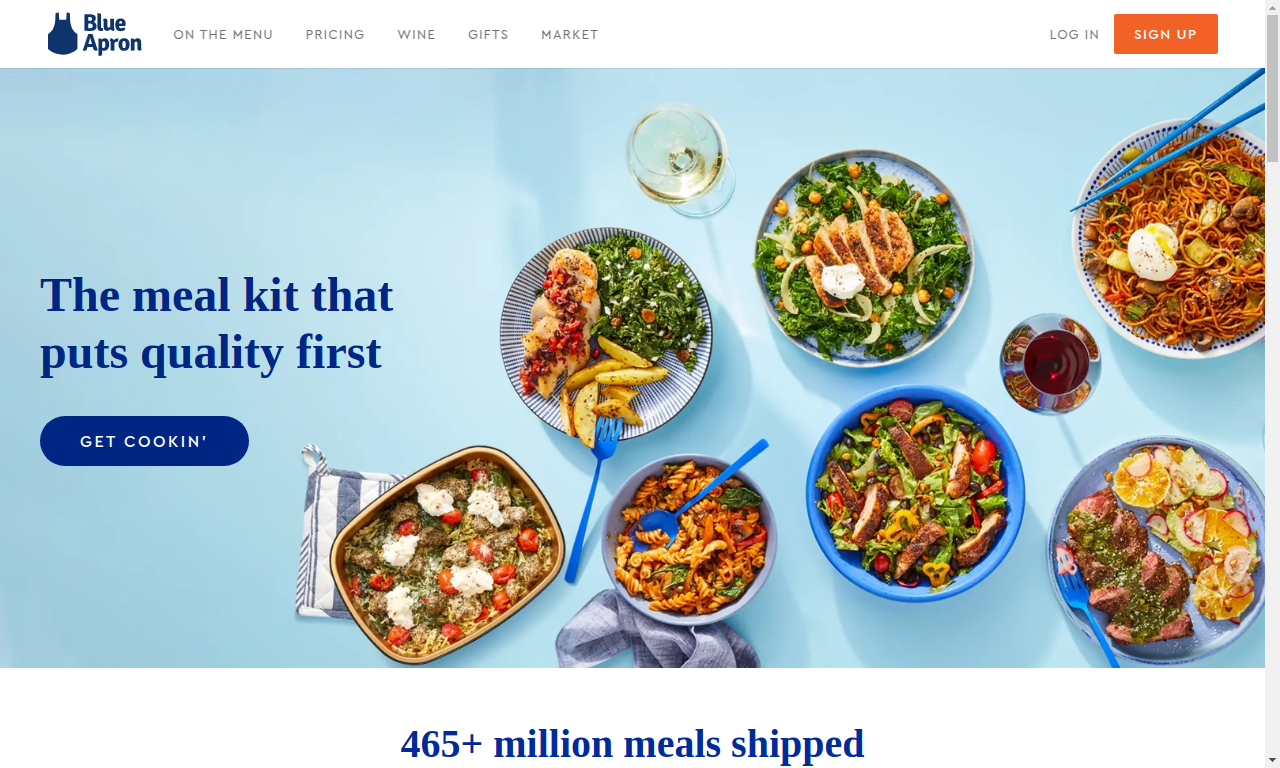 Blue
Apron
ON THE MENU
PRICING
WINE
GIFTS
MARKET
LOG IN
SIGN UP
The meal kit that
puts quality first
GET COOKIN'
465+ million meals shipped